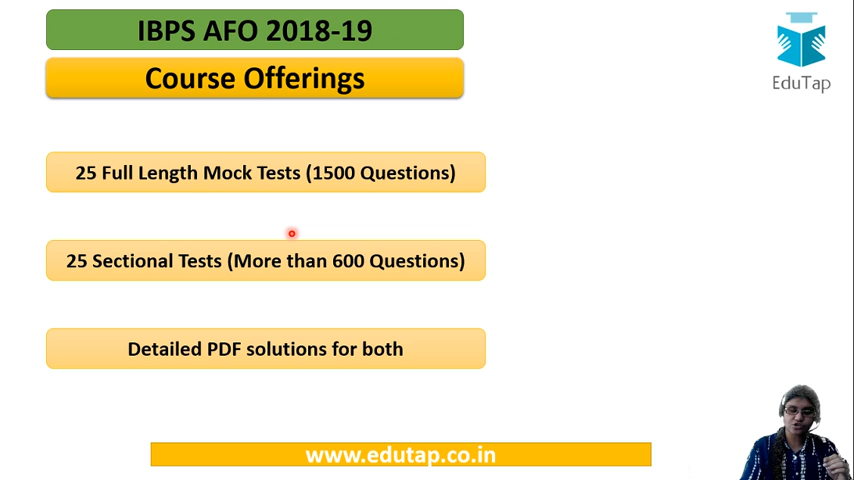 IBPS AFO 2018-19
Course Offerings
EduTap
25 Full Length Mock Tests (1500 Questions)
25 Sectional Tests (More than 600 Questions)
Detailed PDF solutions for both
www.edutap.co.in